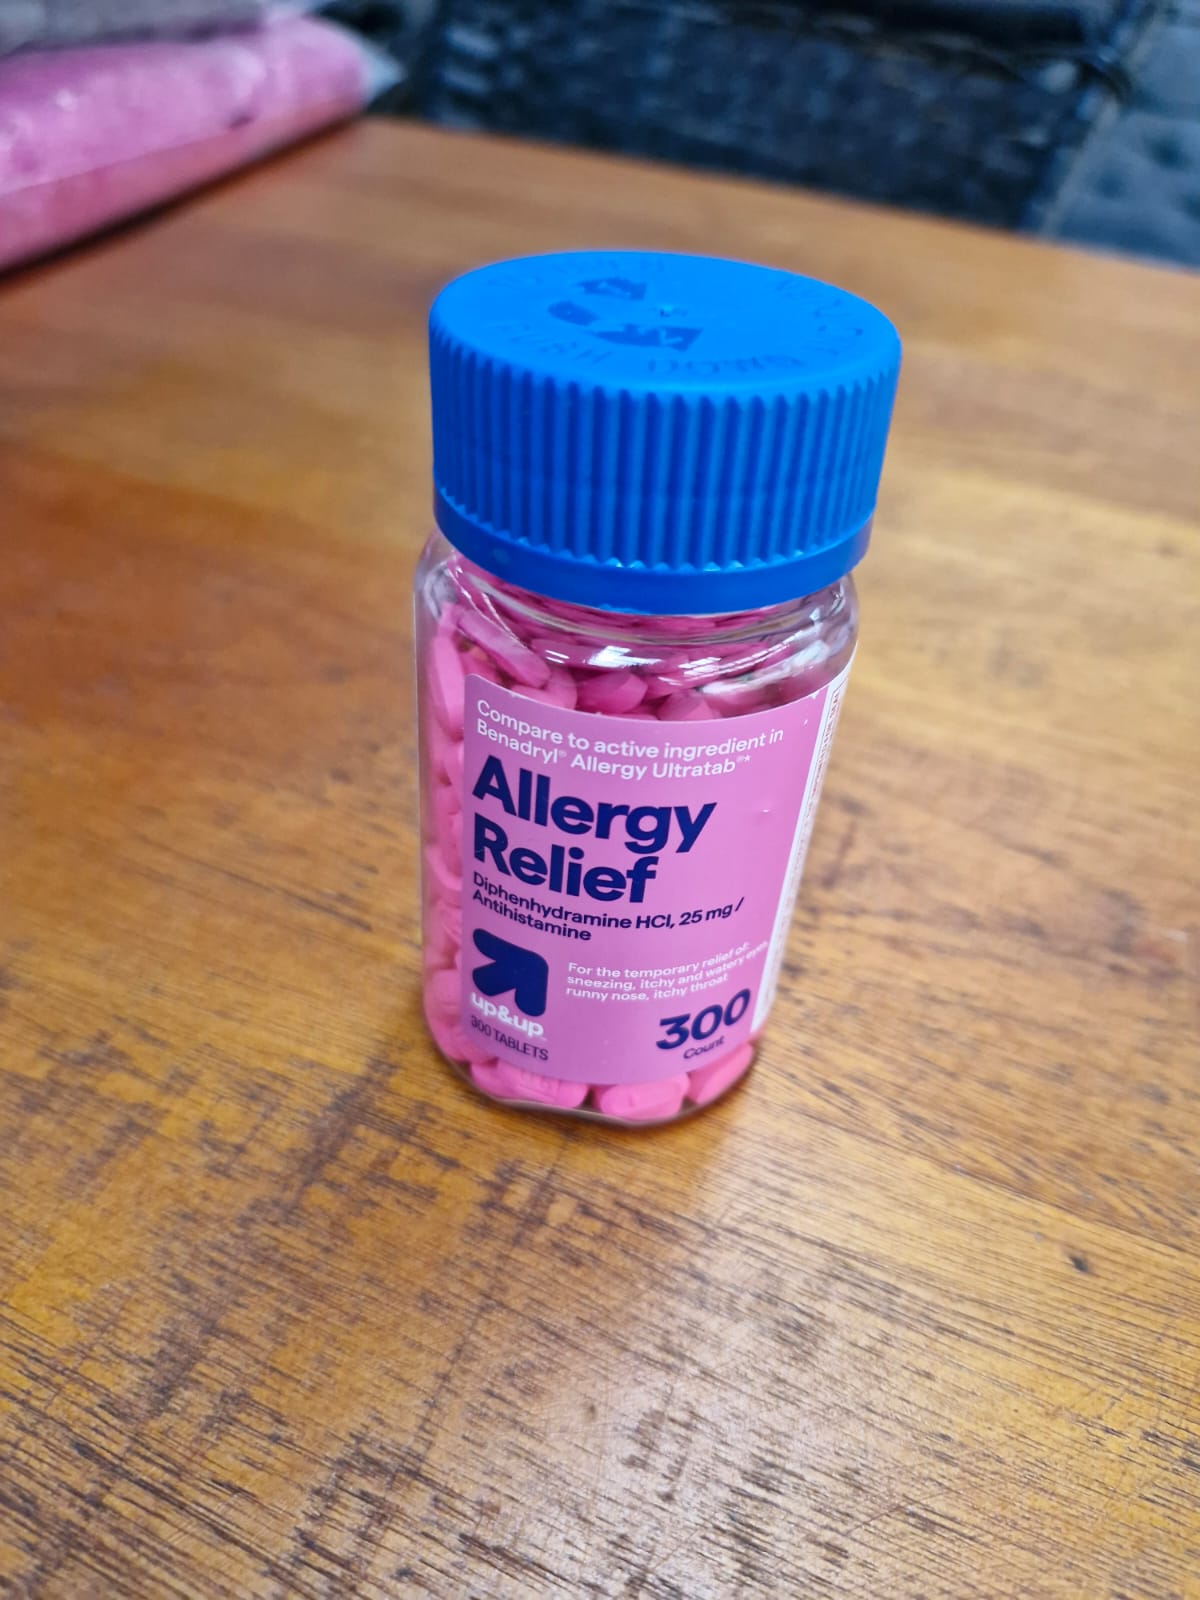 Compare to active ingredient in
Benadryl® Allergy Ultratab®*
Allergy
Relief
Diphenhydramine HCl, 25 mg /
Antihistamine
For the temporary relief of:
sneezing, itchy and watery eyes,
runny nose, itchy throat
up&up
300 TABLETS
300
Count